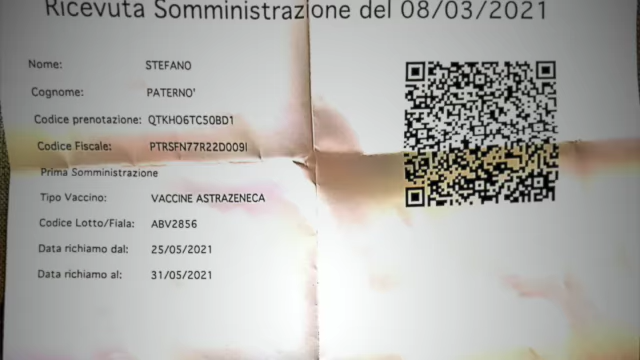 Ricevuta Somministrazione del 08/03/2021
Nome: STEFANO
Cognome: PATERNO'
Codice prenotazione: QTKHO6TC50BD1
Codice Fiscale: PTRSFN77R22D009I
Prima Somministrazione
Tipo Vaccino: VACCINE ASTRAZENECA
Codice Lotto/Fiala: ABV2856
Data richiamo dal: 25/05/2021
Data richiamo al: 31/05/2021